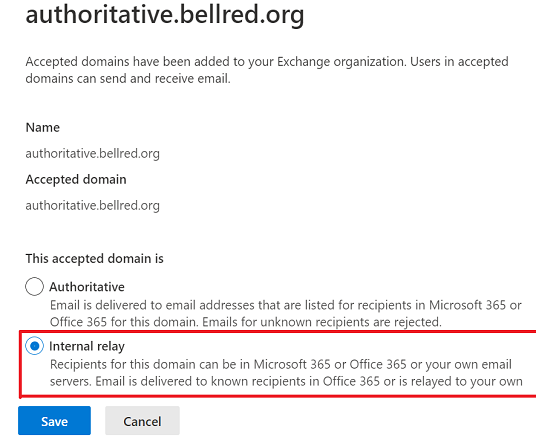 authoritative.bellred.org
Accepted domains have been added to your Exchange organization. Users in accepted
domains can send and receive email.
Name
authoritative.bellred.org
Accepted domain
authoritative.bellred.org
This accepted domain is
Authoritative
Email is delivered to email addresses that are listed for recipients in Microsoft 365 or
Office 365 for this domain. Emails for unknown recipients are rejected.
Internal relay
Recipients for this domain can be in Microsoft 365 or Office 365 or your own email
servers. Email is delivered to known recipients in Office 365 or is relayed to your own
Save Cancel